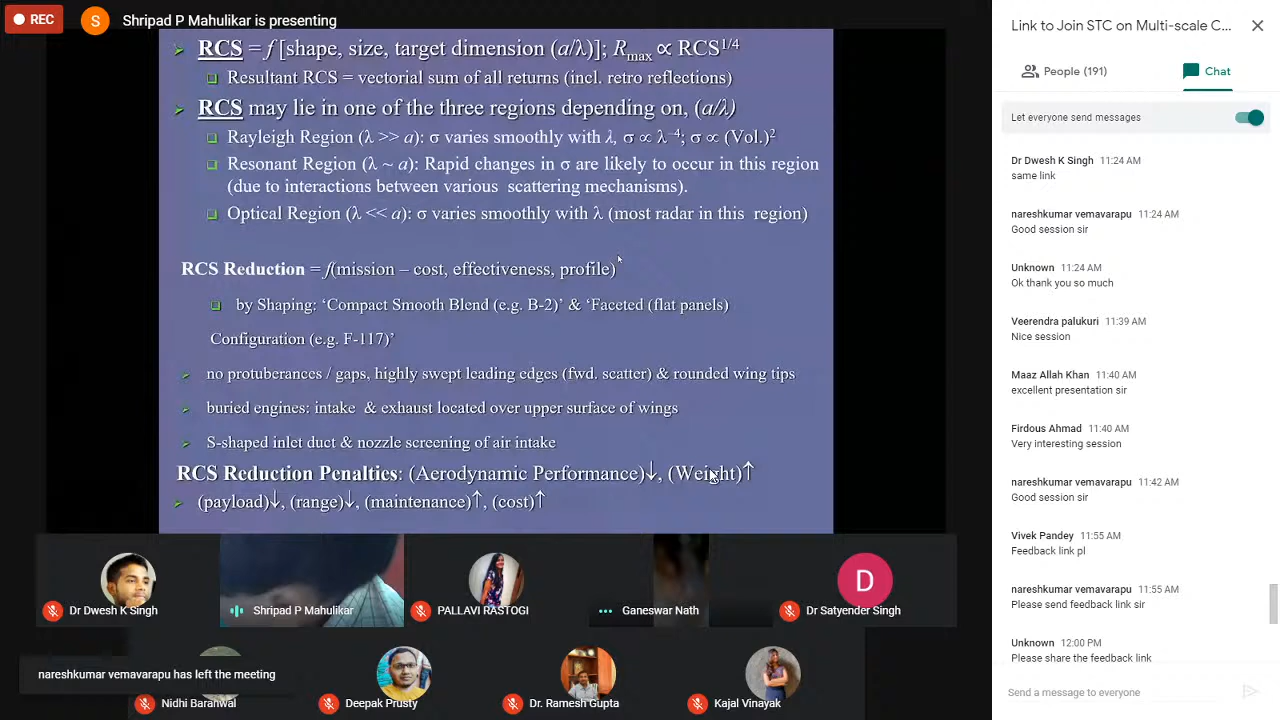 REC
S
Shripad P Mahulikar is presenting
RCS = f [shape, size, target dimension (a/λ)]; Rmax ∝ RCS1/4
Resultant RCS = vectorial sum of all returns (incl. retro reflections)
RCS may lie in one of the three regions depending on, (a/λ)
Rayleigh Region (λ >> a): σ varies smoothly with λ, σ ∝ λ–4; σ ∝ (Vol.)2
Resonant Region (λ ~ a): Rapid changes in σ are likely to occur in this region
(due to interactions between various scattering mechanisms).
Optical Region (λ << a): σ varies smoothly with λ (most radar in this region)
RCS Reduction = f(mission – cost, effectiveness, profile)
by Shaping: ‘Compact Smooth Blend (e.g. B-2)’ & ‘Faceted (flat panels)
Configuration (e.g. F-117)’
no protuberances / gaps, highly swept leading edges (fwd. scatter) & rounded wing tips
buried engines: intake & exhaust located over upper surface of wings
S-shaped inlet duct & nozzle screening of air intake
RCS Reduction Penalties: (Aerodynamic Performance)↓, (Weight)↑
(payload)↓, (range)↓, (maintenance)↑, (cost)↑
Dr Dwesh K Singh
Shripad P Mahulikar
PALLAVI RASTOGI
Ganeswar Nath
D
Dr Satyender Singh
nareshkumar vemavarapu has left the meeting
Nidhi Baranwal
Deepak Prusty
Dr. Ramesh Gupta
Kajal Vinayak
Link to Join STC on Multi-scale C...
People (191)
Chat
Let everyone send messages
Dr Dwesh K Singh 11:24 AM
same link
nareshkumar vemavarapu 11:24 AM
Good session sir
Unknown 11:24 AM
Ok thank you so much
Veerendra palukuri 11:39 AM
Nice session
Maaz Allah Khan 11:40 AM
excellent presentation sir
Firdous Ahmad 11:40 AM
Very interesting session
nareshkumar vemavarapu 11:42 AM
Good session sir
Vivek Pandey 11:55 AM
Feedback link pl
nareshkumar vemavarapu 11:55 AM
Please send feedback link sir
Unknown 12:00 PM
Please share the feedback link
Send a message to everyone